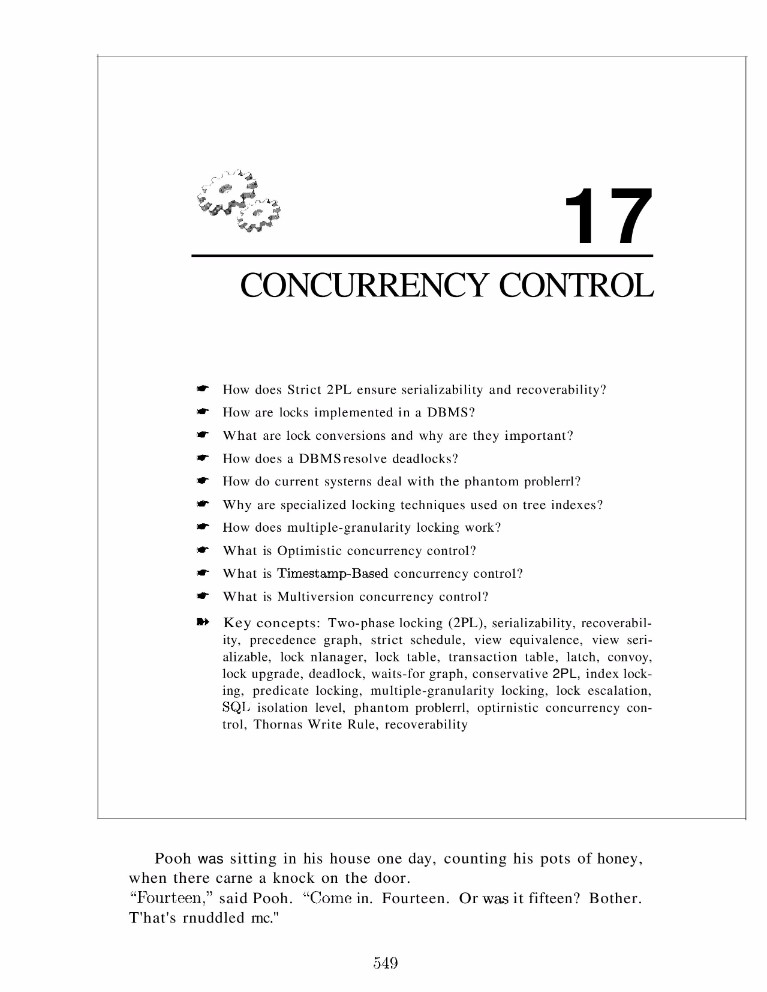 17
CONCURRENCY CONTROL
How does Strict 2PL ensure serializability and recoverability?
How are locks implemented in a DBMS?
What are lock conversions and why are they important?
How does a DBMS resolve deadlocks?
How do current systerns deal with the phantom problerrl?
Why are specialized locking techniques used on tree indexes?
How does multiple-granularity locking work?
What is Optimistic concurrency control?
What is Timestamp-Based concurrency control?
What is Multiversion concurrency control?
Key concepts: Two-phase locking (2PL), serializability, recoverabil-
ity, precedence graph, strict schedule, view equivalence, view seri-
alizable, lock nlanager, lock table, transaction table, latch, convoy,
lock upgrade, deadlock, waits-for graph, conservative 2PL, index lock-
ing, predicate locking, multiple-granularity locking, lock escalation,
SQL isolation level, phantom problerrl, optirnistic concurrency con-
trol, Thornas Write Rule, recoverability
Pooh was sitting in his house one day, counting his pots of honey,
when there carne a knock on the door.
“Fourteen,” said Pooh. “Come in. Fourteen. Or was it fifteen? Bother.
T'hat's rnuddled mc."
549